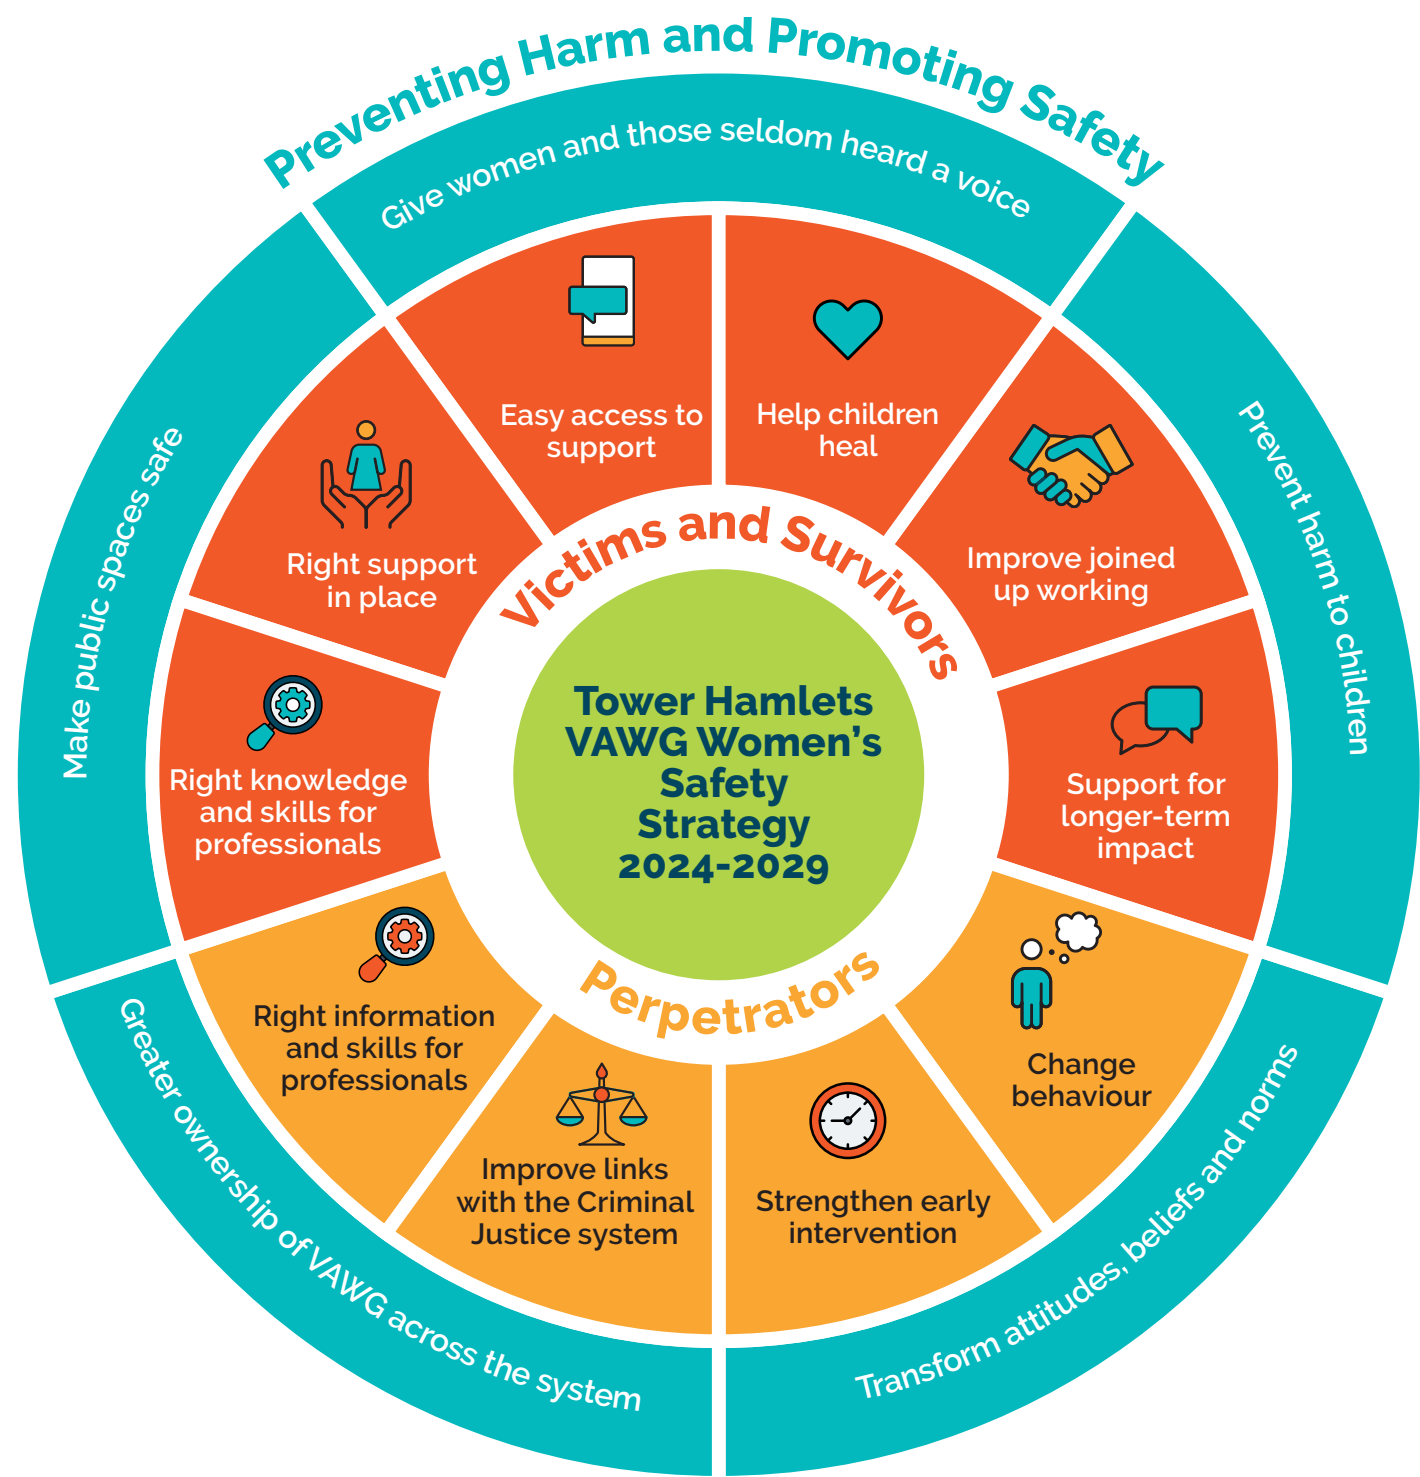 Preventing Harm and Promoting Safety
Give women and those seldom heard a voice
Prevent harm to children
Transform attitudes, beliefs and norms
Greater ownership of VAWG across the system
Make public spaces safe
Victims and Survivors
Easy access to
support
Help children
heal
Improve joined
up working
Support for
longer-term
impact
Right support
in place
Right knowledge
and skills for
professionals
Tower Hamlets
VAWG Women’s
Safety
Strategy
2024-2029
Perpetrators
Right information
and skills for
professionals
Improve links
with the Criminal
Justice system
Strengthen early
intervention
Change
behaviour